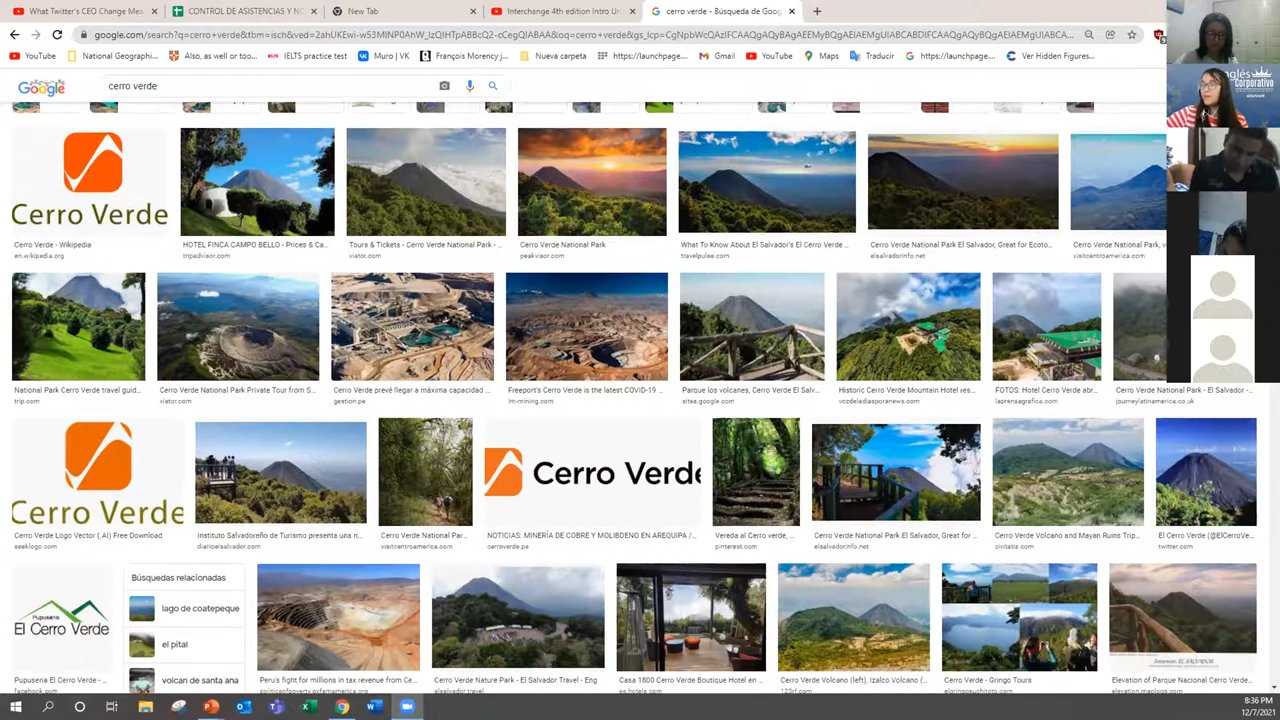 What Twitter's CEO Change Mea
CONTROL DE ASISTENCIAS Y NO
New Tab
Interchange 4th edition Intro Un
cerro verde - Búsqueda de Goog
YouTube
National Geographi...
Also, as well or too...
IELTS practice test
Muro | VK
François Morency j...
Nueva carpeta
https://launchpage...
Gmail
YouTube
Maps
Traducir
https://launchpage...
Ver Hidden Figures...
Google
cerro verde
Inglés
Corporativo
Cerro Verde
Cerro Verde - Wikipedia
en.wikipedia.org
HOTEL FINCA CAMPO BELLO - Prices & Ca...
tripadvisor.com
Tours & Tickets - Cerro Verde National Park - ...
viator.com
Cerro Verde National Park
peakvisor.com
What To Know About El Salvador's El Cerro Verde ...
travelpulse.com
Cerro Verde National Park El Salvador, Great for Ecoto...
elsalvadorinfo.net
Cerro Verde National Park, v
visitcentroamerica.com
National Park Cerro Verde travel guid...
trip.com
Cerro Verde National Park Private Tour from S...
viator.com
Cerro Verde prevé llegar a máxima capacidad ...
gestion.pe
Freeport's Cerro Verde is the latest COVID-19 ...
im-mining.com
Parque los volcanes, Cerro Verde El Salv...
sites.google.com
Historic Cerro Verde Mountain Hotel res...
vozdeladiasporanews.com
FOTOS: Hotel Cerro Verde abr...
laprensagrafica.com
Cerro Verde National Park - El Salvador -...
journeylatinamerica.co.uk
Cerro Verde
Cerro Verde Logo Vector (.AI) Free Download
seeklogo.com
Instituto Salvadoreño de Turismo presenta una n...
diarioelsalvador.com
Cerro Verde National Par...
visitcentroamerica.com
Cerro Verde
NOTICIAS: MINERÍA DE COBRE Y MOLIBDENO EN AREQUIPA /...
cerroverde.pe
Vereda al Cerro verde, ...
pinterest.com
Cerro Verde National Park El Salvador, Great for ...
elsalvadorinfo.net
Cerro Verde Volcano and Mayan Ruins Trip...
civitatis.com
El Cerro Verde (@ElCerroVe...
twitter.com
Pupusería
El Cerro Verde
Pupuseria El Cerro Verde - ...
facebook.com
Búsquedas relacionadas
lago de coatepeque
el pital
volcan de santa ana
Peru's fight for millions in tax revenue from Ce...
politicsofpoverty.oxfamamerica.org
Cerro Verde Nature Park - El Salvador Travel - Eng
elsalvador.travel
Casa 1800 Cerro Verde Boutique Hotel en ...
es.hotels.com
Cerro Verde Volcano (left), Izalco Volcano (...
123rf.com
Cerro Verde - Gringo Tours
elgringosuchitoto.com
Elevation of Parque Nacional Cerro Verde...
elevation.maplogs.com
8:36 PM
12/7/2021